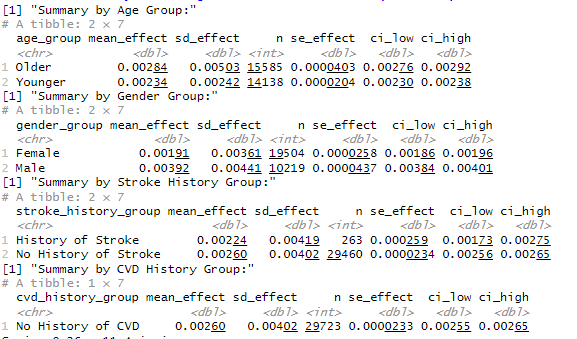 [1] "Summary by Age Group:"
# A tibble: 2 × 7
age_group mean_effect sd_effect n se_effect ci_low ci_high
<chr> <dbl> <dbl> <int> <dbl> <dbl> <dbl>
1 Older 0.00284 0.00503 15585 0.0000403 0.00276 0.00292
2 Younger 0.00234 0.00242 14138 0.0000204 0.00230 0.00238
[1] "Summary by Gender Group:"
# A tibble: 2 × 7
gender_group mean_effect sd_effect n se_effect ci_low ci_high
<chr> <dbl> <dbl> <int> <dbl> <dbl> <dbl>
1 Female 0.00191 0.00361 19504 0.0000258 0.00186 0.00196
2 Male 0.00392 0.00441 10219 0.0000437 0.00384 0.00401
[1] "Summary by Stroke History Group:"
# A tibble: 2 × 7
stroke_history_group mean_effect sd_effect n se_effect ci_low ci_high
<chr> <dbl> <dbl> <int> <dbl> <dbl> <dbl>
1 History of Stroke 0.00224 0.00419 263 0.000259 0.00173 0.00275
2 No History of Stroke 0.00260 0.00402 29460 0.0000234 0.00256 0.00265
[1] "Summary by CVD History Group:"
# A tibble: 1 × 7
cvd_history_group mean_effect sd_effect n se_effect ci_low ci_high
<chr> <dbl> <dbl> <int> <dbl> <dbl> <dbl>
1 No History of CVD 0.00260 0.00402 29723 0.0000233 0.00255 0.00265